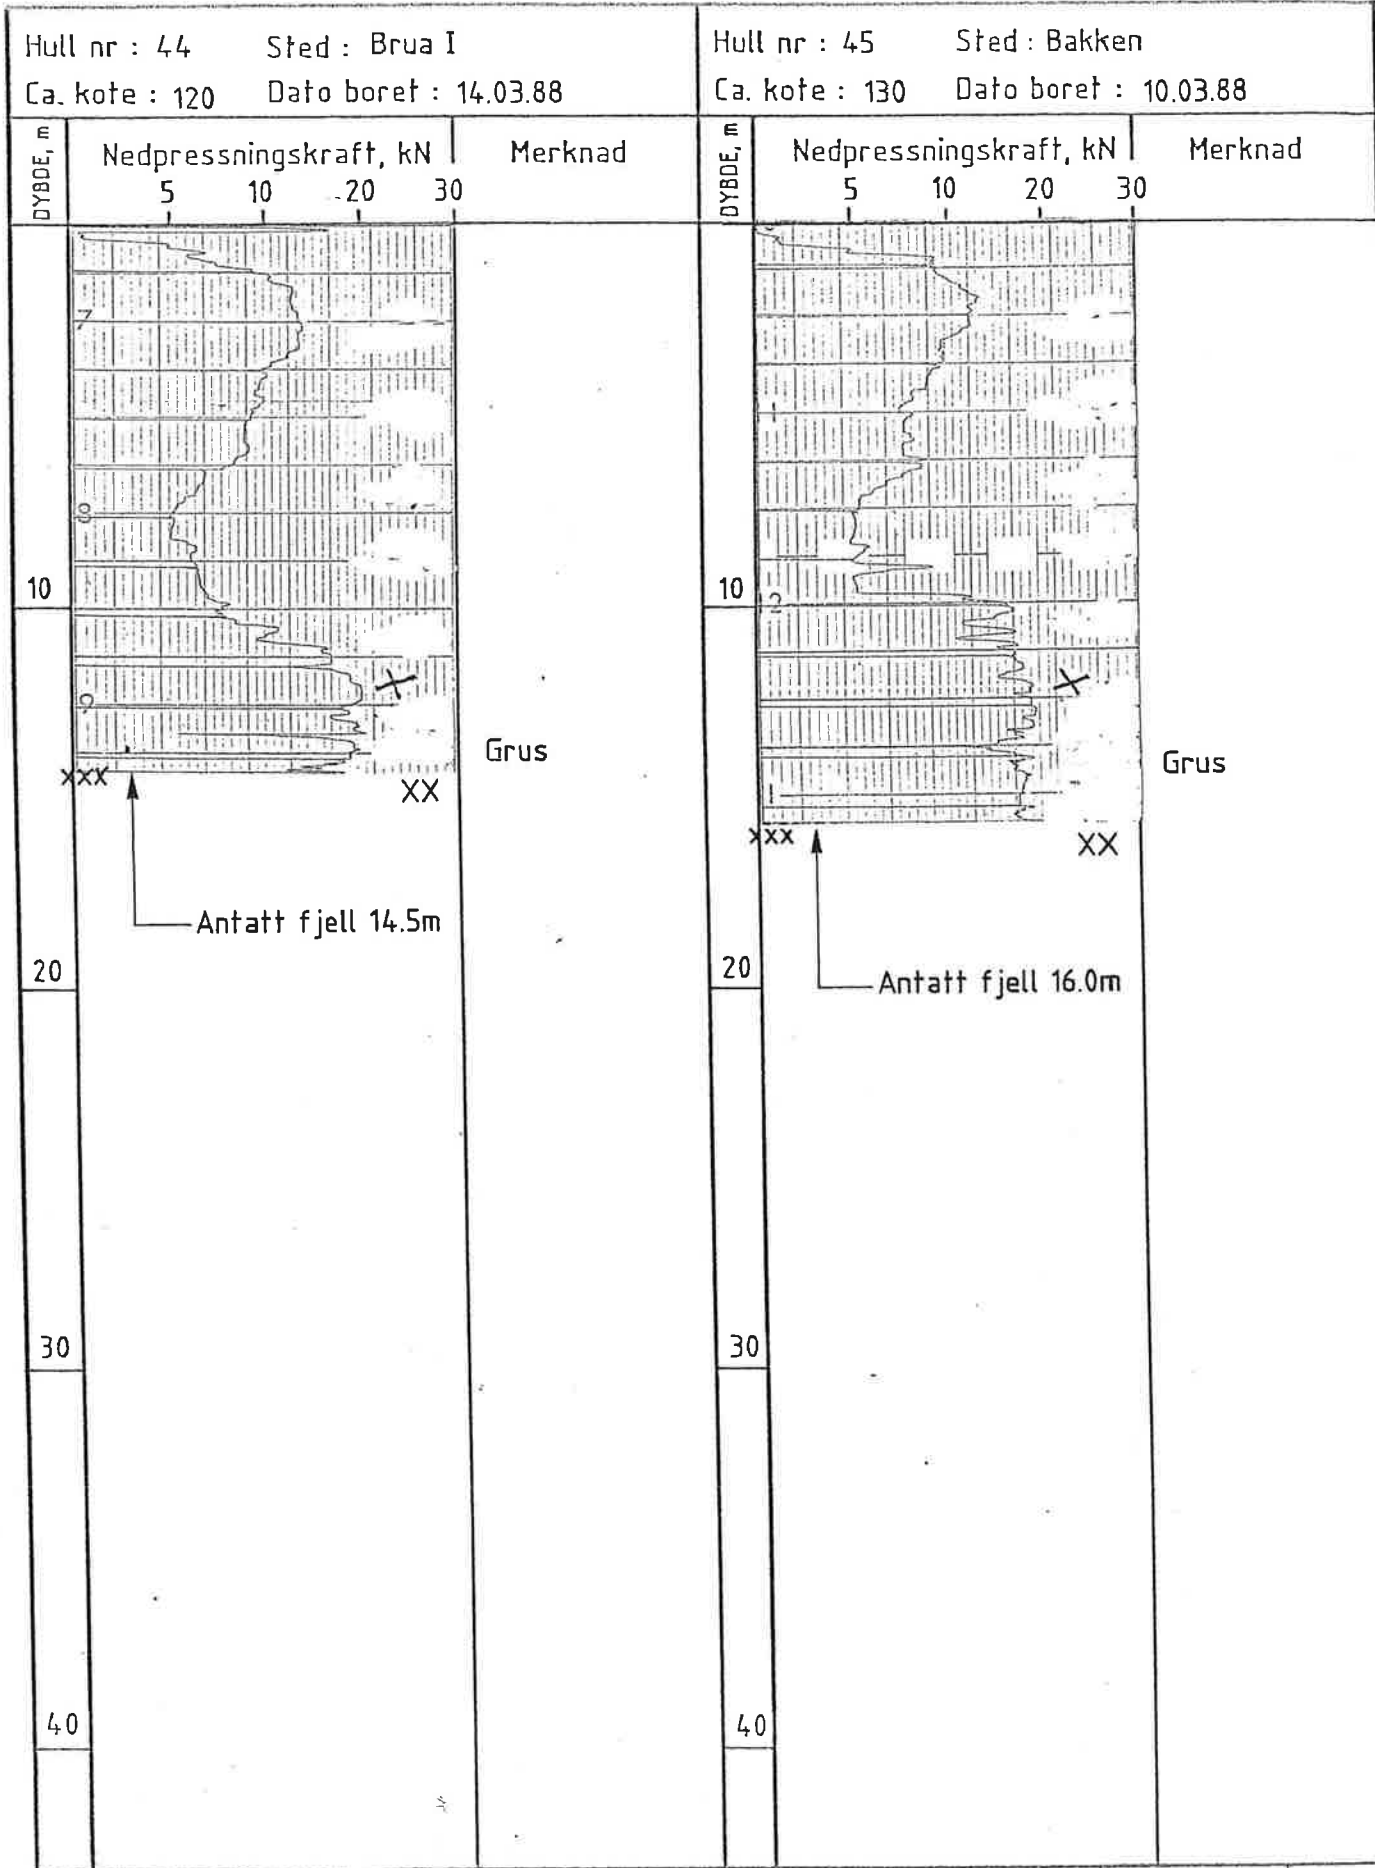 Hull nr : 44 Sted : Brua I
Ca. kote : 120 Dato boret : 14.03.88
DYBDE, m
Nedpressningskraft, kN
Merknad
5 10 20 30
7
8
10
9
xxx
X
XX
Grus
Antatt fjell 14.5m
20
30
40
Hull nr : 45 Sted : Bakken
Ca. kote : 130 Dato boret : 10.03.88
DYBDE, m
Nedpressningskraft, kN
Merknad
5 10 20 30
10
X
Grus
xxx
XX
Antatt fjell 16.0m
20
30
40